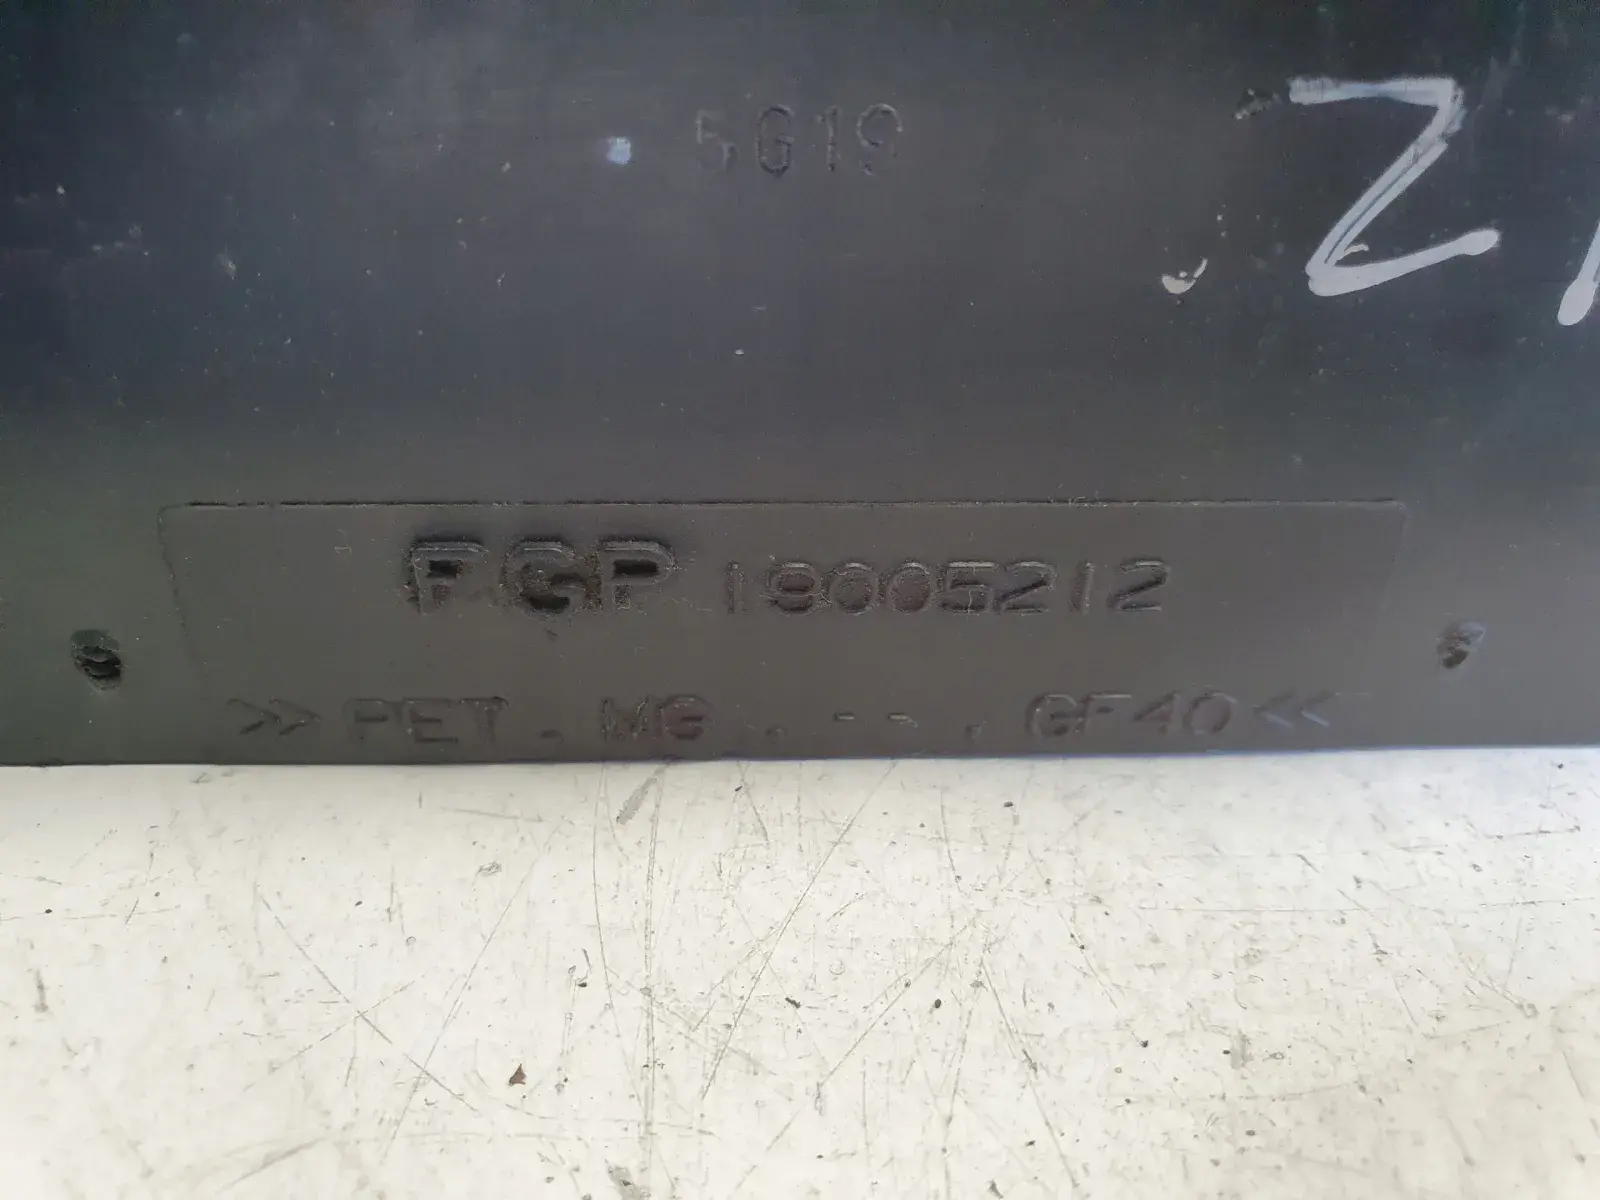 5G19
Z
FGP 19005212
>> PET . MG . -- . GF40 <<